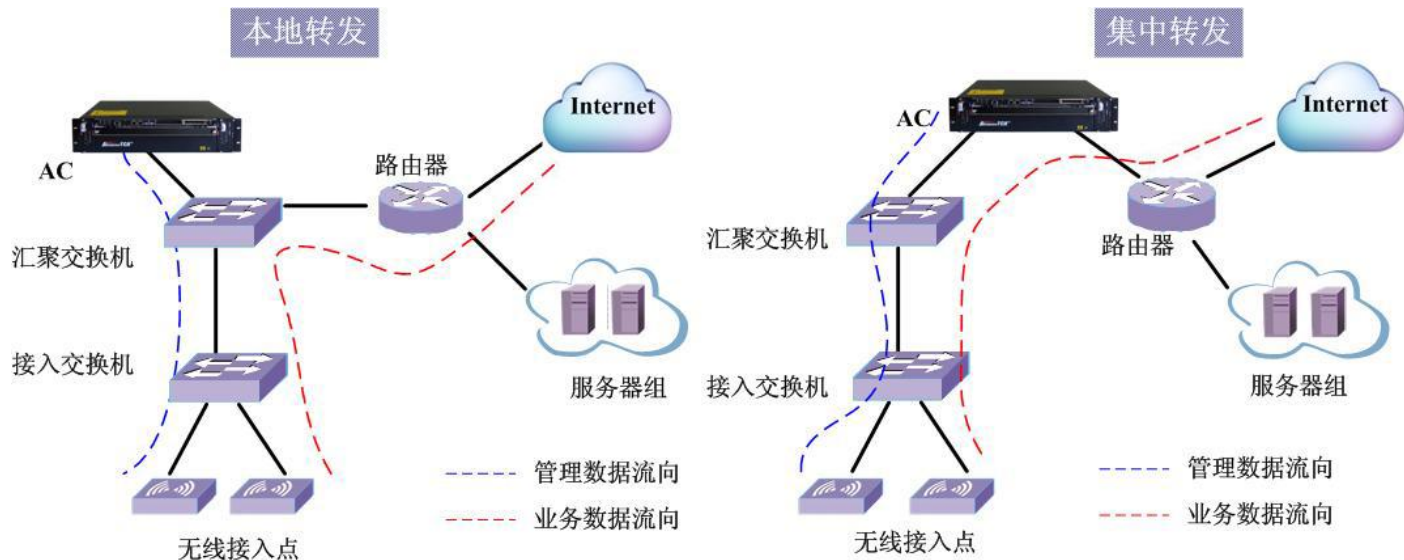 本地转发
Internet
AC
路由器
汇聚交换机
接入交换机
服务器组
管理数据流向
业务数据流向
无线接入点
集中转发
Internet
AC
汇聚交换机
路由器
接入交换机
服务器组
管理数据流向
业务数据流向
无线接入点